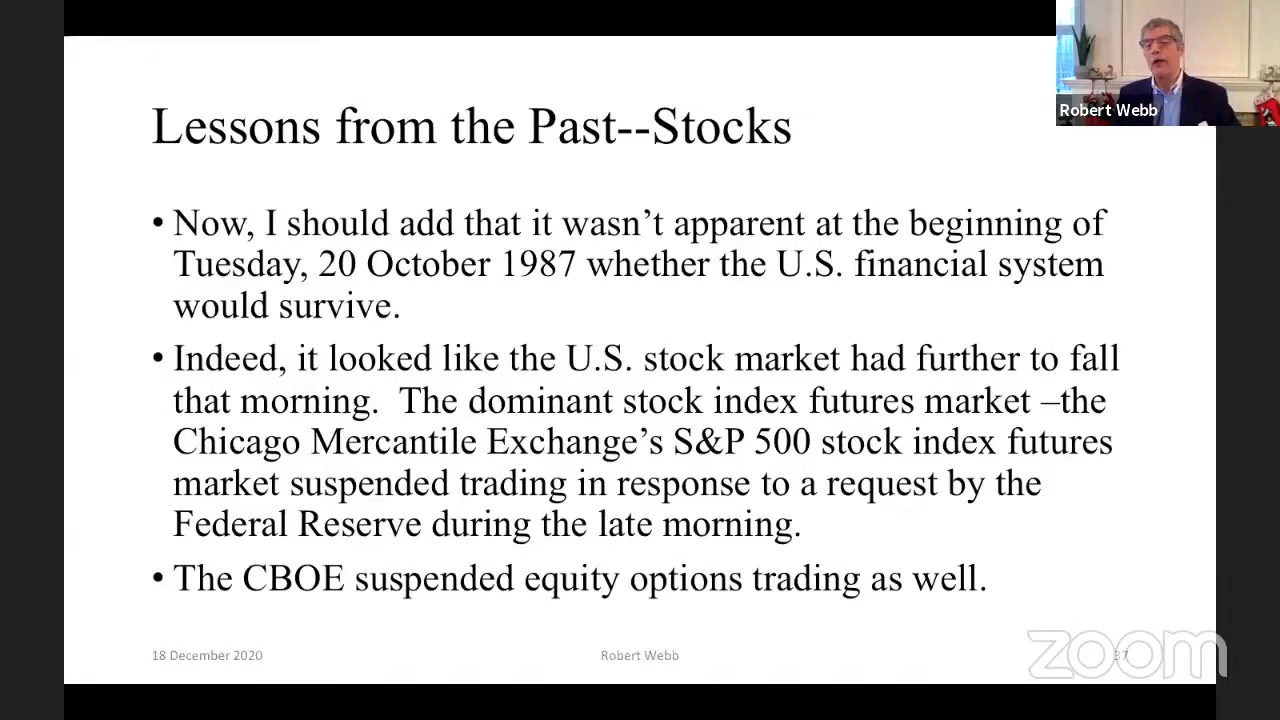 Lessons from the Past--Stocks
Robert Webb
• Now, I should add that it wasn’t apparent at the beginning of
Tuesday, 20 October 1987 whether the U.S. financial system
would survive.
• Indeed, it looked like the U.S. stock market had further to fall
that morning.  The dominant stock index futures market –the
Chicago Mercantile Exchange’s S&P 500 stock index futures
market suspended trading in response to a request by the
Federal Reserve during the late morning.
• The CBOE suspended equity options trading as well.
18 December 2020
Robert Webb
37
zoom